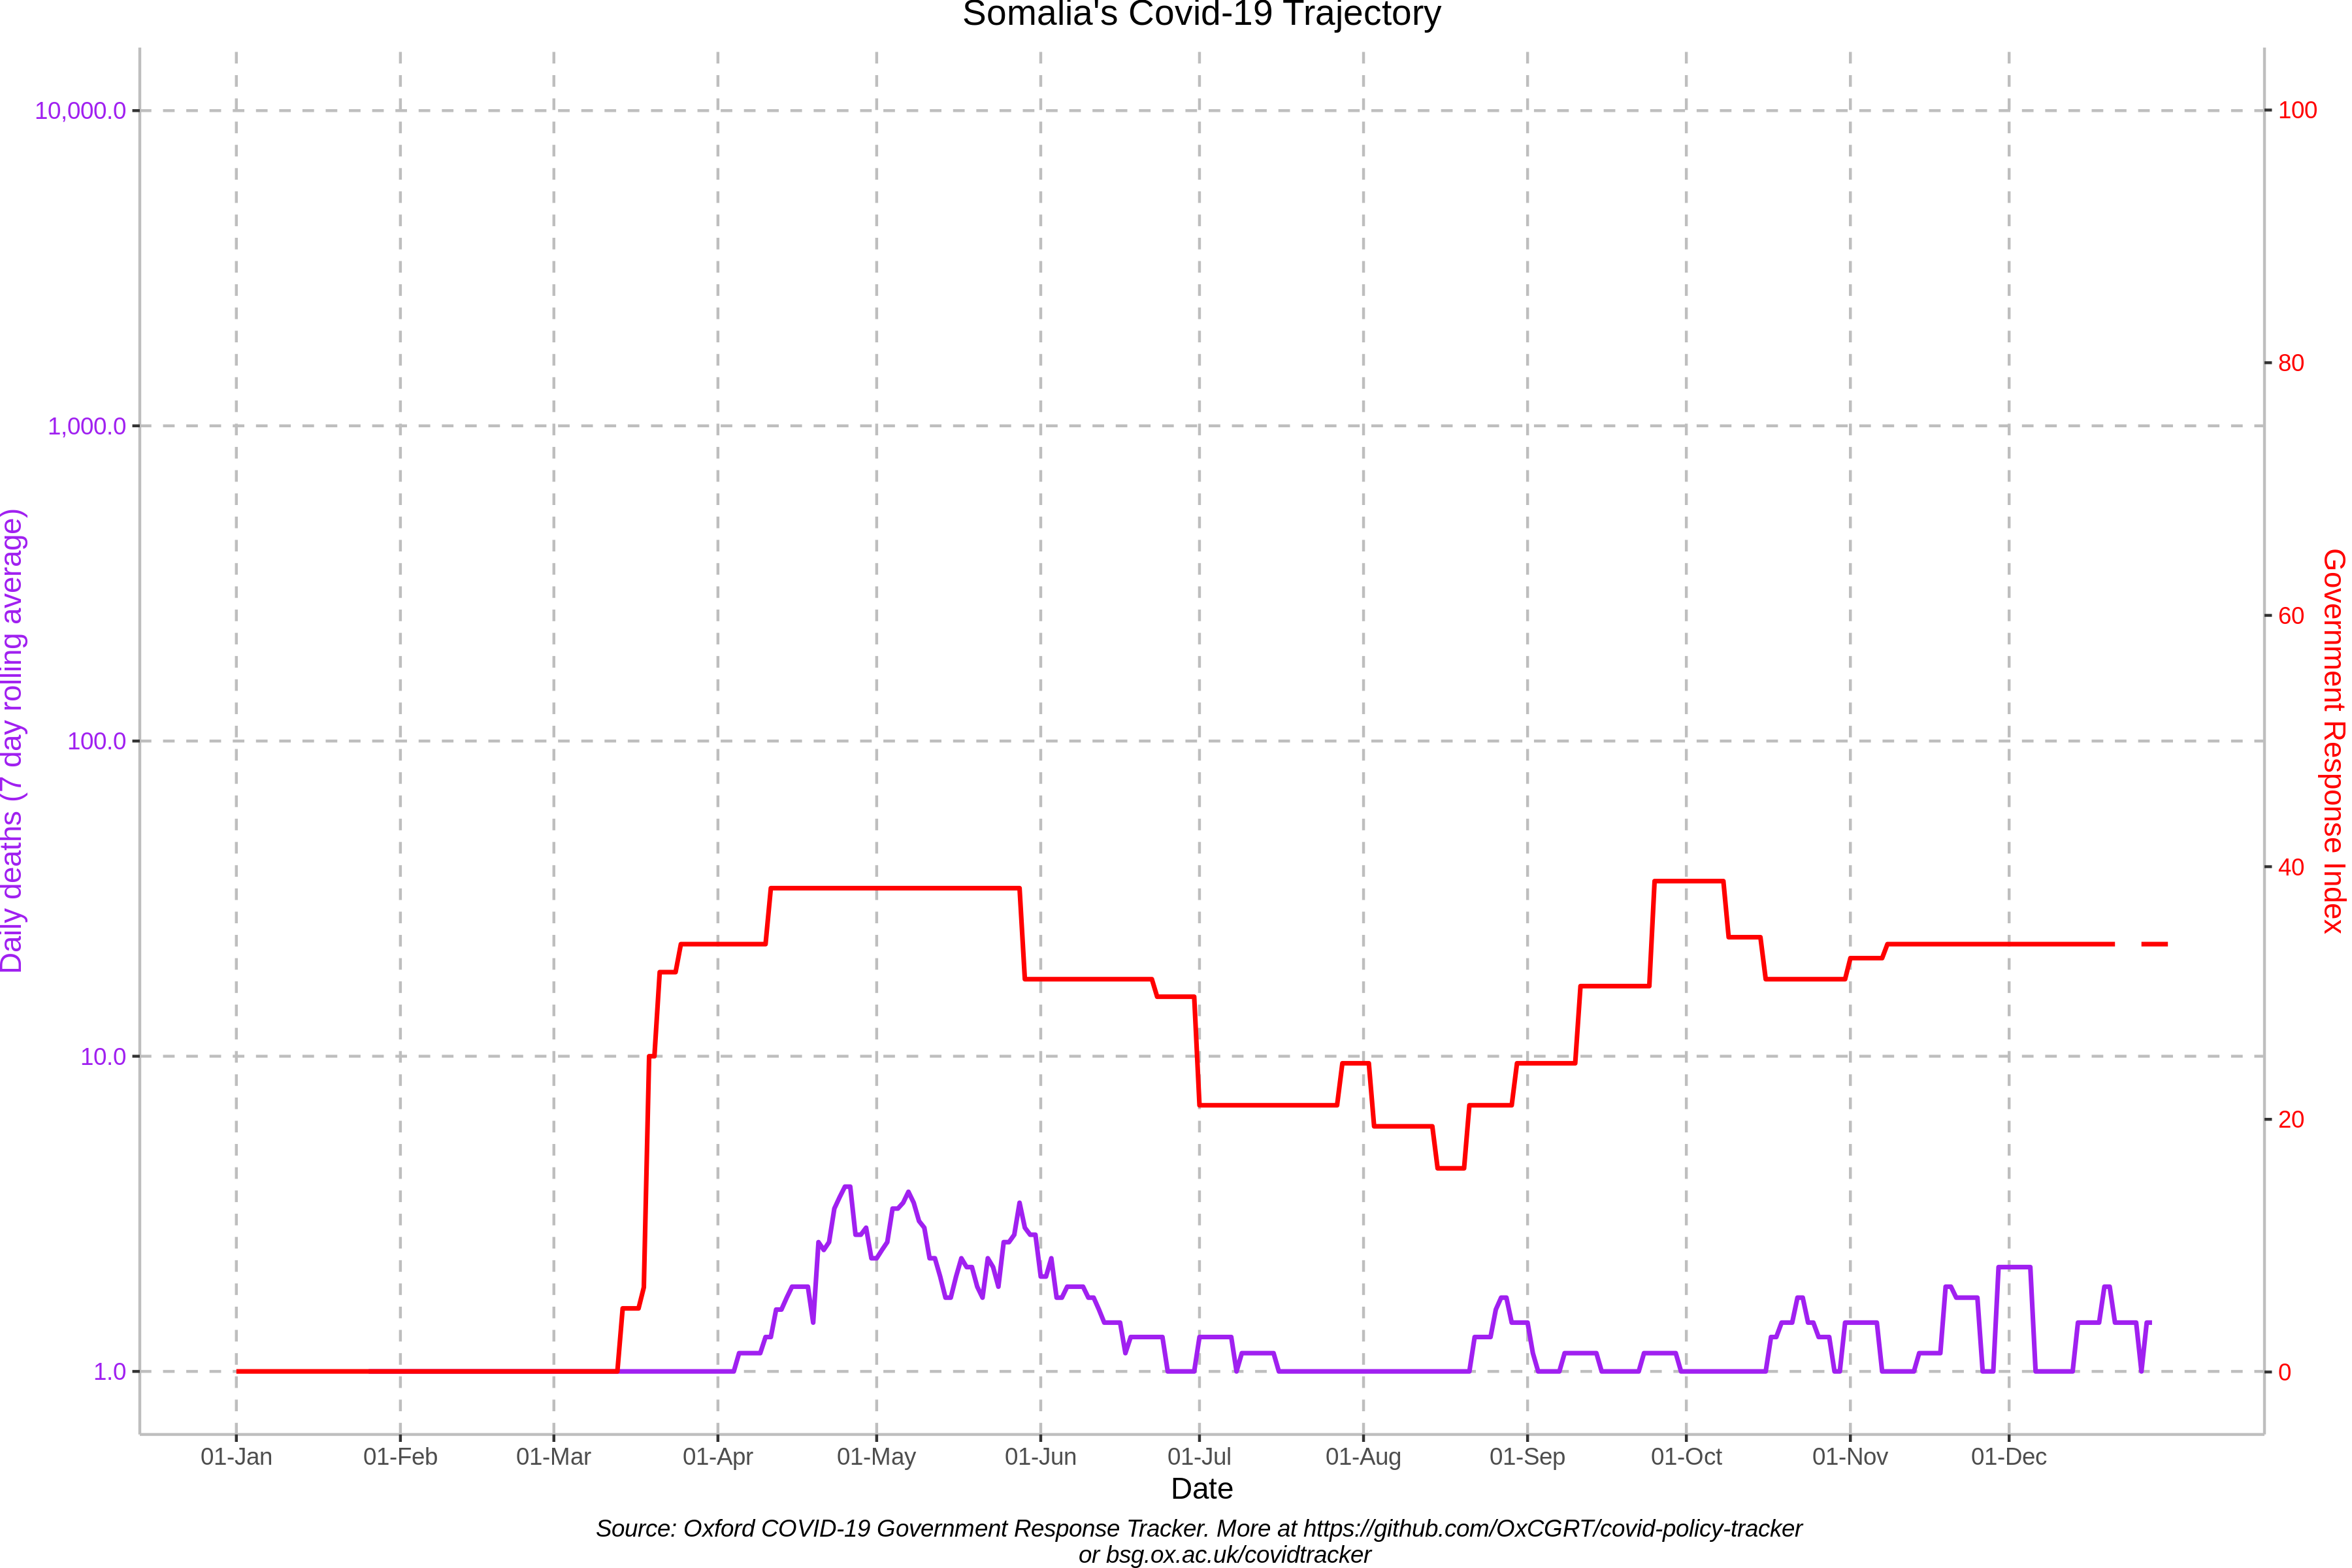 Somalia's Covid-19 Trajectory
10,000.0
1,000.0
100.0
10.0
1.0
Daily deaths (7 day rolling average)
100
80
60
40
20
0
Government Response Index
01-Jan 01-Feb 01-Mar 01-Apr 01-May 01-Jun 01-Jul 01-Aug 01-Sep 01-Oct 01-Nov 01-Dec
Date
Source: Oxford COVID-19 Government Response Tracker. More at https://github.com/OxCGRT/covid-policy-tracker
or bsg.ox.ac.uk/covidtracker